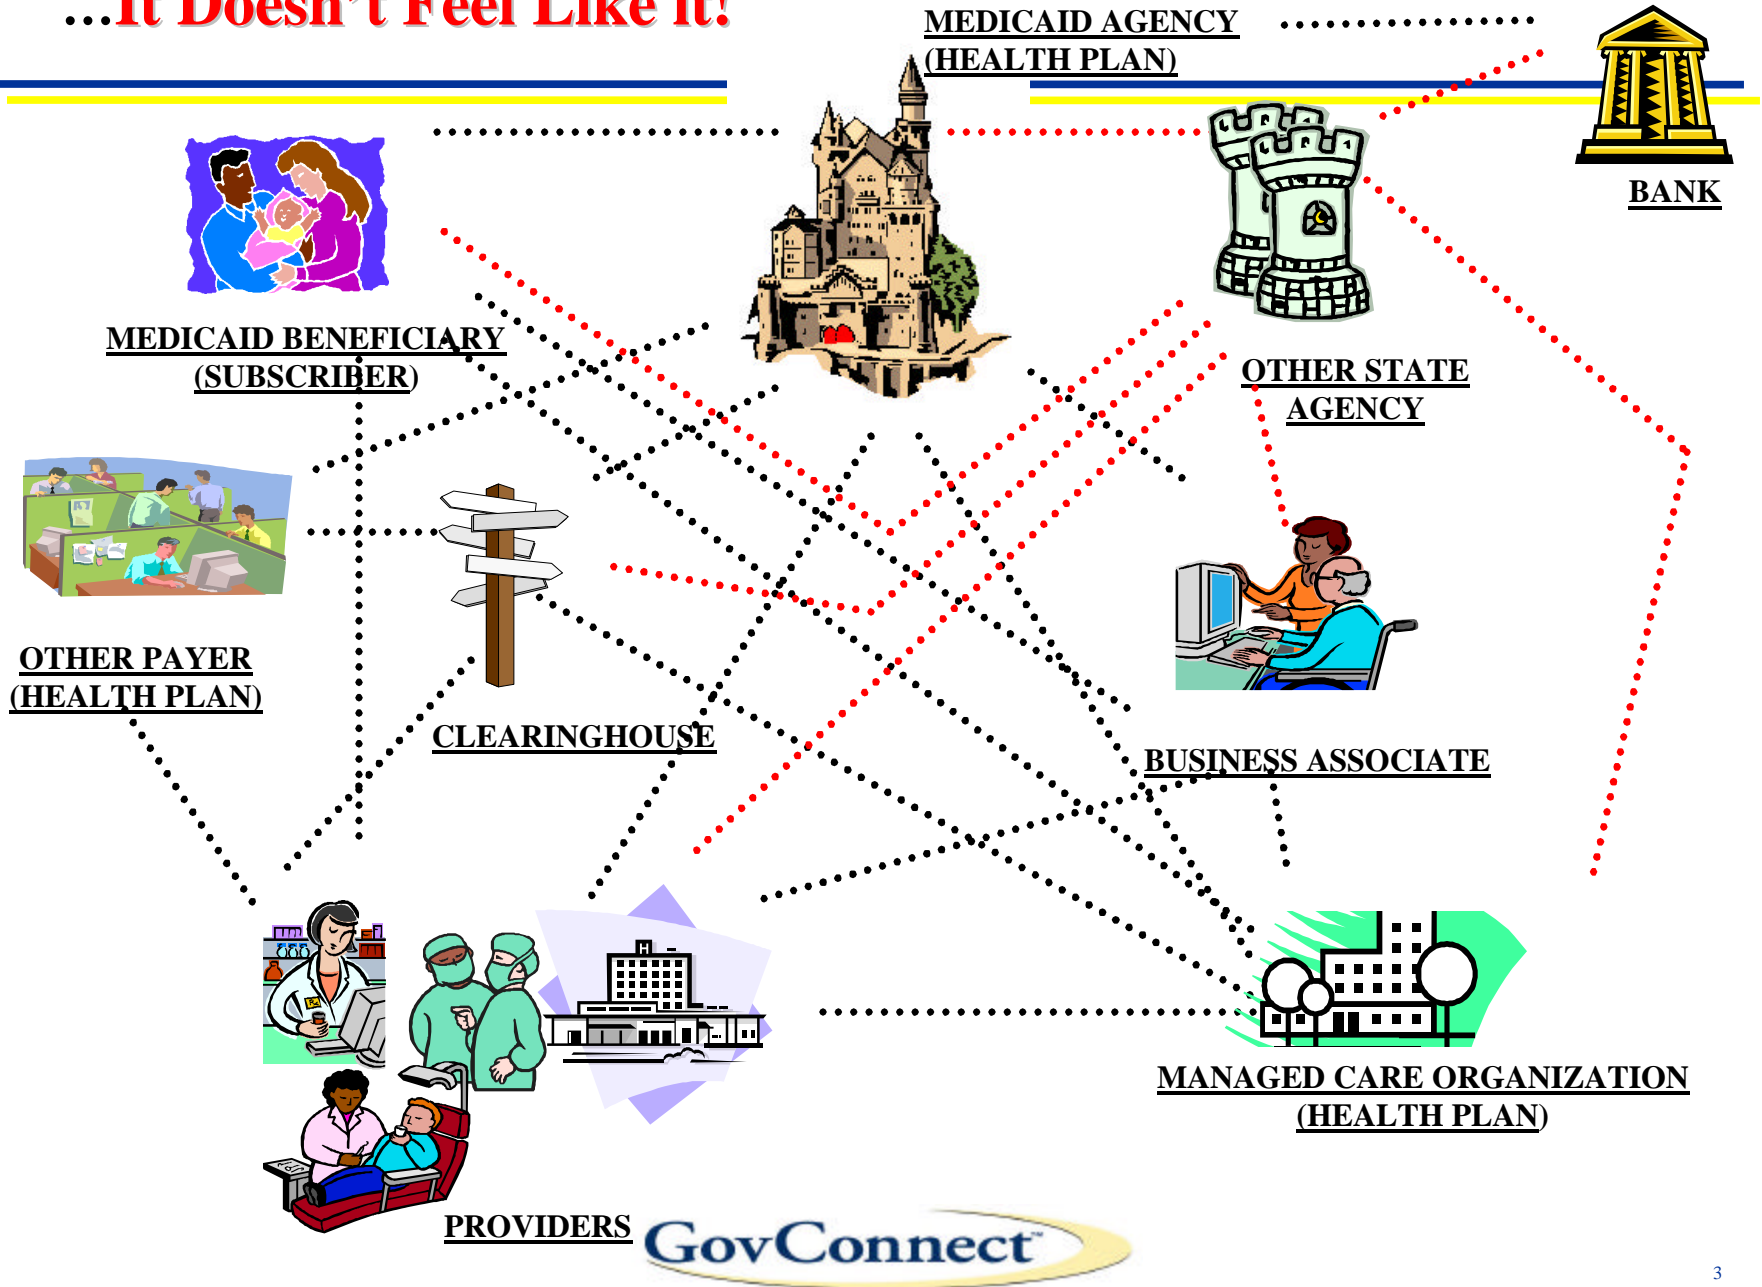 ...It Doesn't Feel Like it!
MEDICAID AGENCY
(HEALTH PLAN)
BANK
MEDICAID BENEFICIARY
(SUBSCRIBER)
OTHER STATE
AGENCY
OTHER PAYER
(HEALTH PLAN)
CLEARINGHOUSE
BUSINESS ASSOCIATE
H
MANAGED CARE ORGANIZATION
(HEALTH PLAN)
PROVIDERS
GovConnect™
3